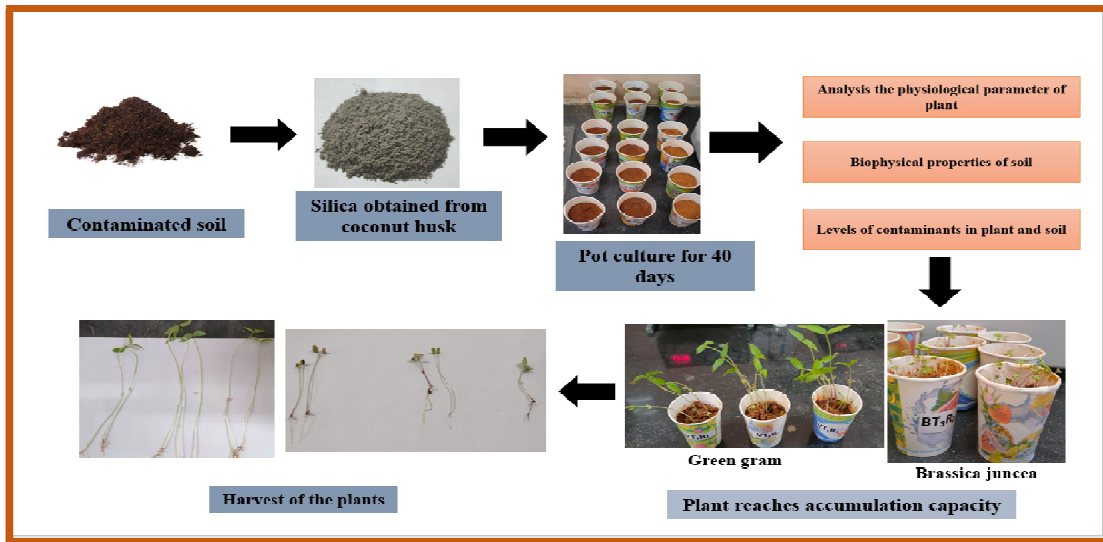 Contaminated soil
Silica obtained from
coconut husk
Pot culture for 40
days
Analysis the physiological parameter of
plant
Biophysical properties of soil
Levels of contaminants in plant and soil
Green gram
Brassica juncea
Plant reaches accumulation capacity
Harvest of the plants